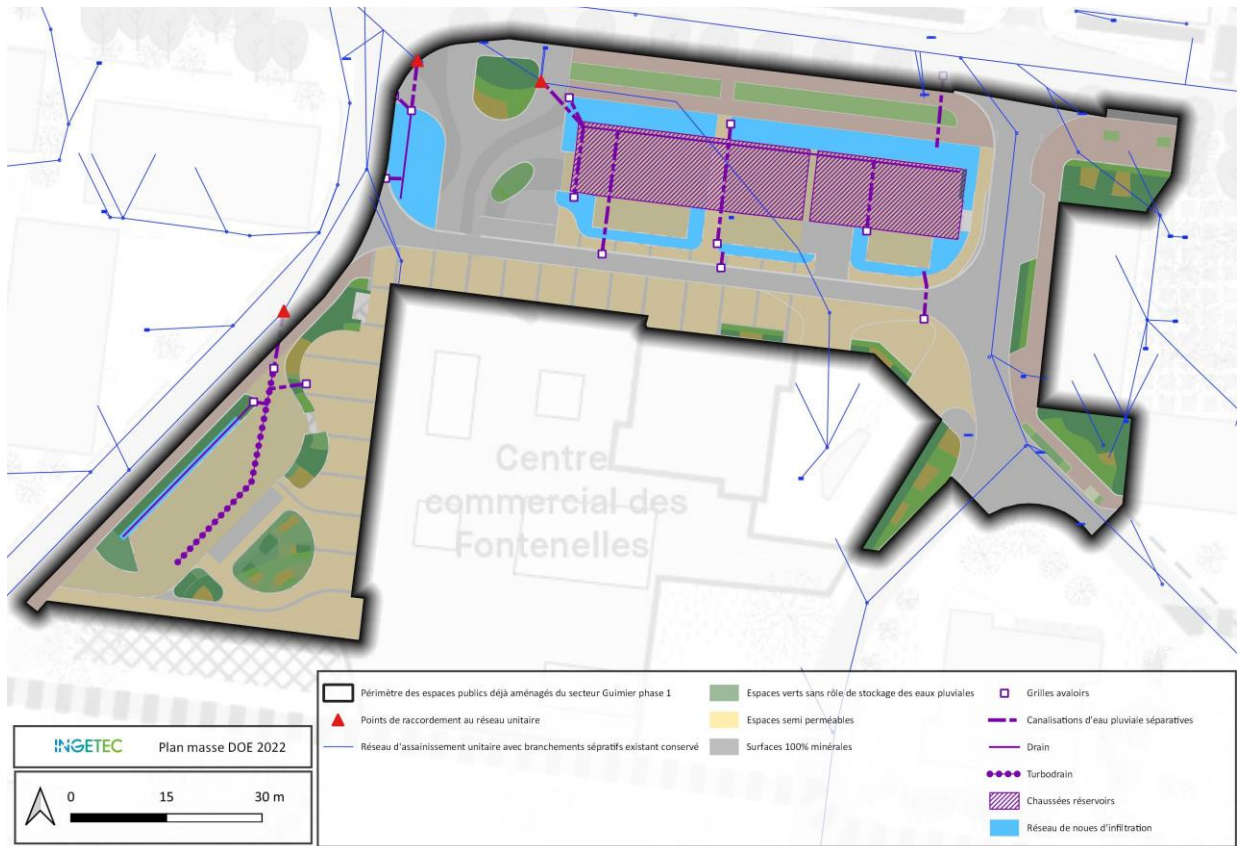 Centre
commercial des
Fontenelles
INGETEC Plan masse DOE 2022
0 15 30 m
Périmètre des espaces publics déjà aménagés du secteur Guimier phase 1
Points de raccordement au réseau unitaire
Réseau d'assainissement unitaire avec branchements sépratifs existant conservé
Espaces verts sans rôle de stockage des eaux pluviales
Espaces semi perméables
Surfaces 100% minérales
Grilles avaloirs
Canalisations d'eau pluviale séparatives
Drain
Turbodrain
Chaussées réservoirs
Réseau de noues d'infiltration